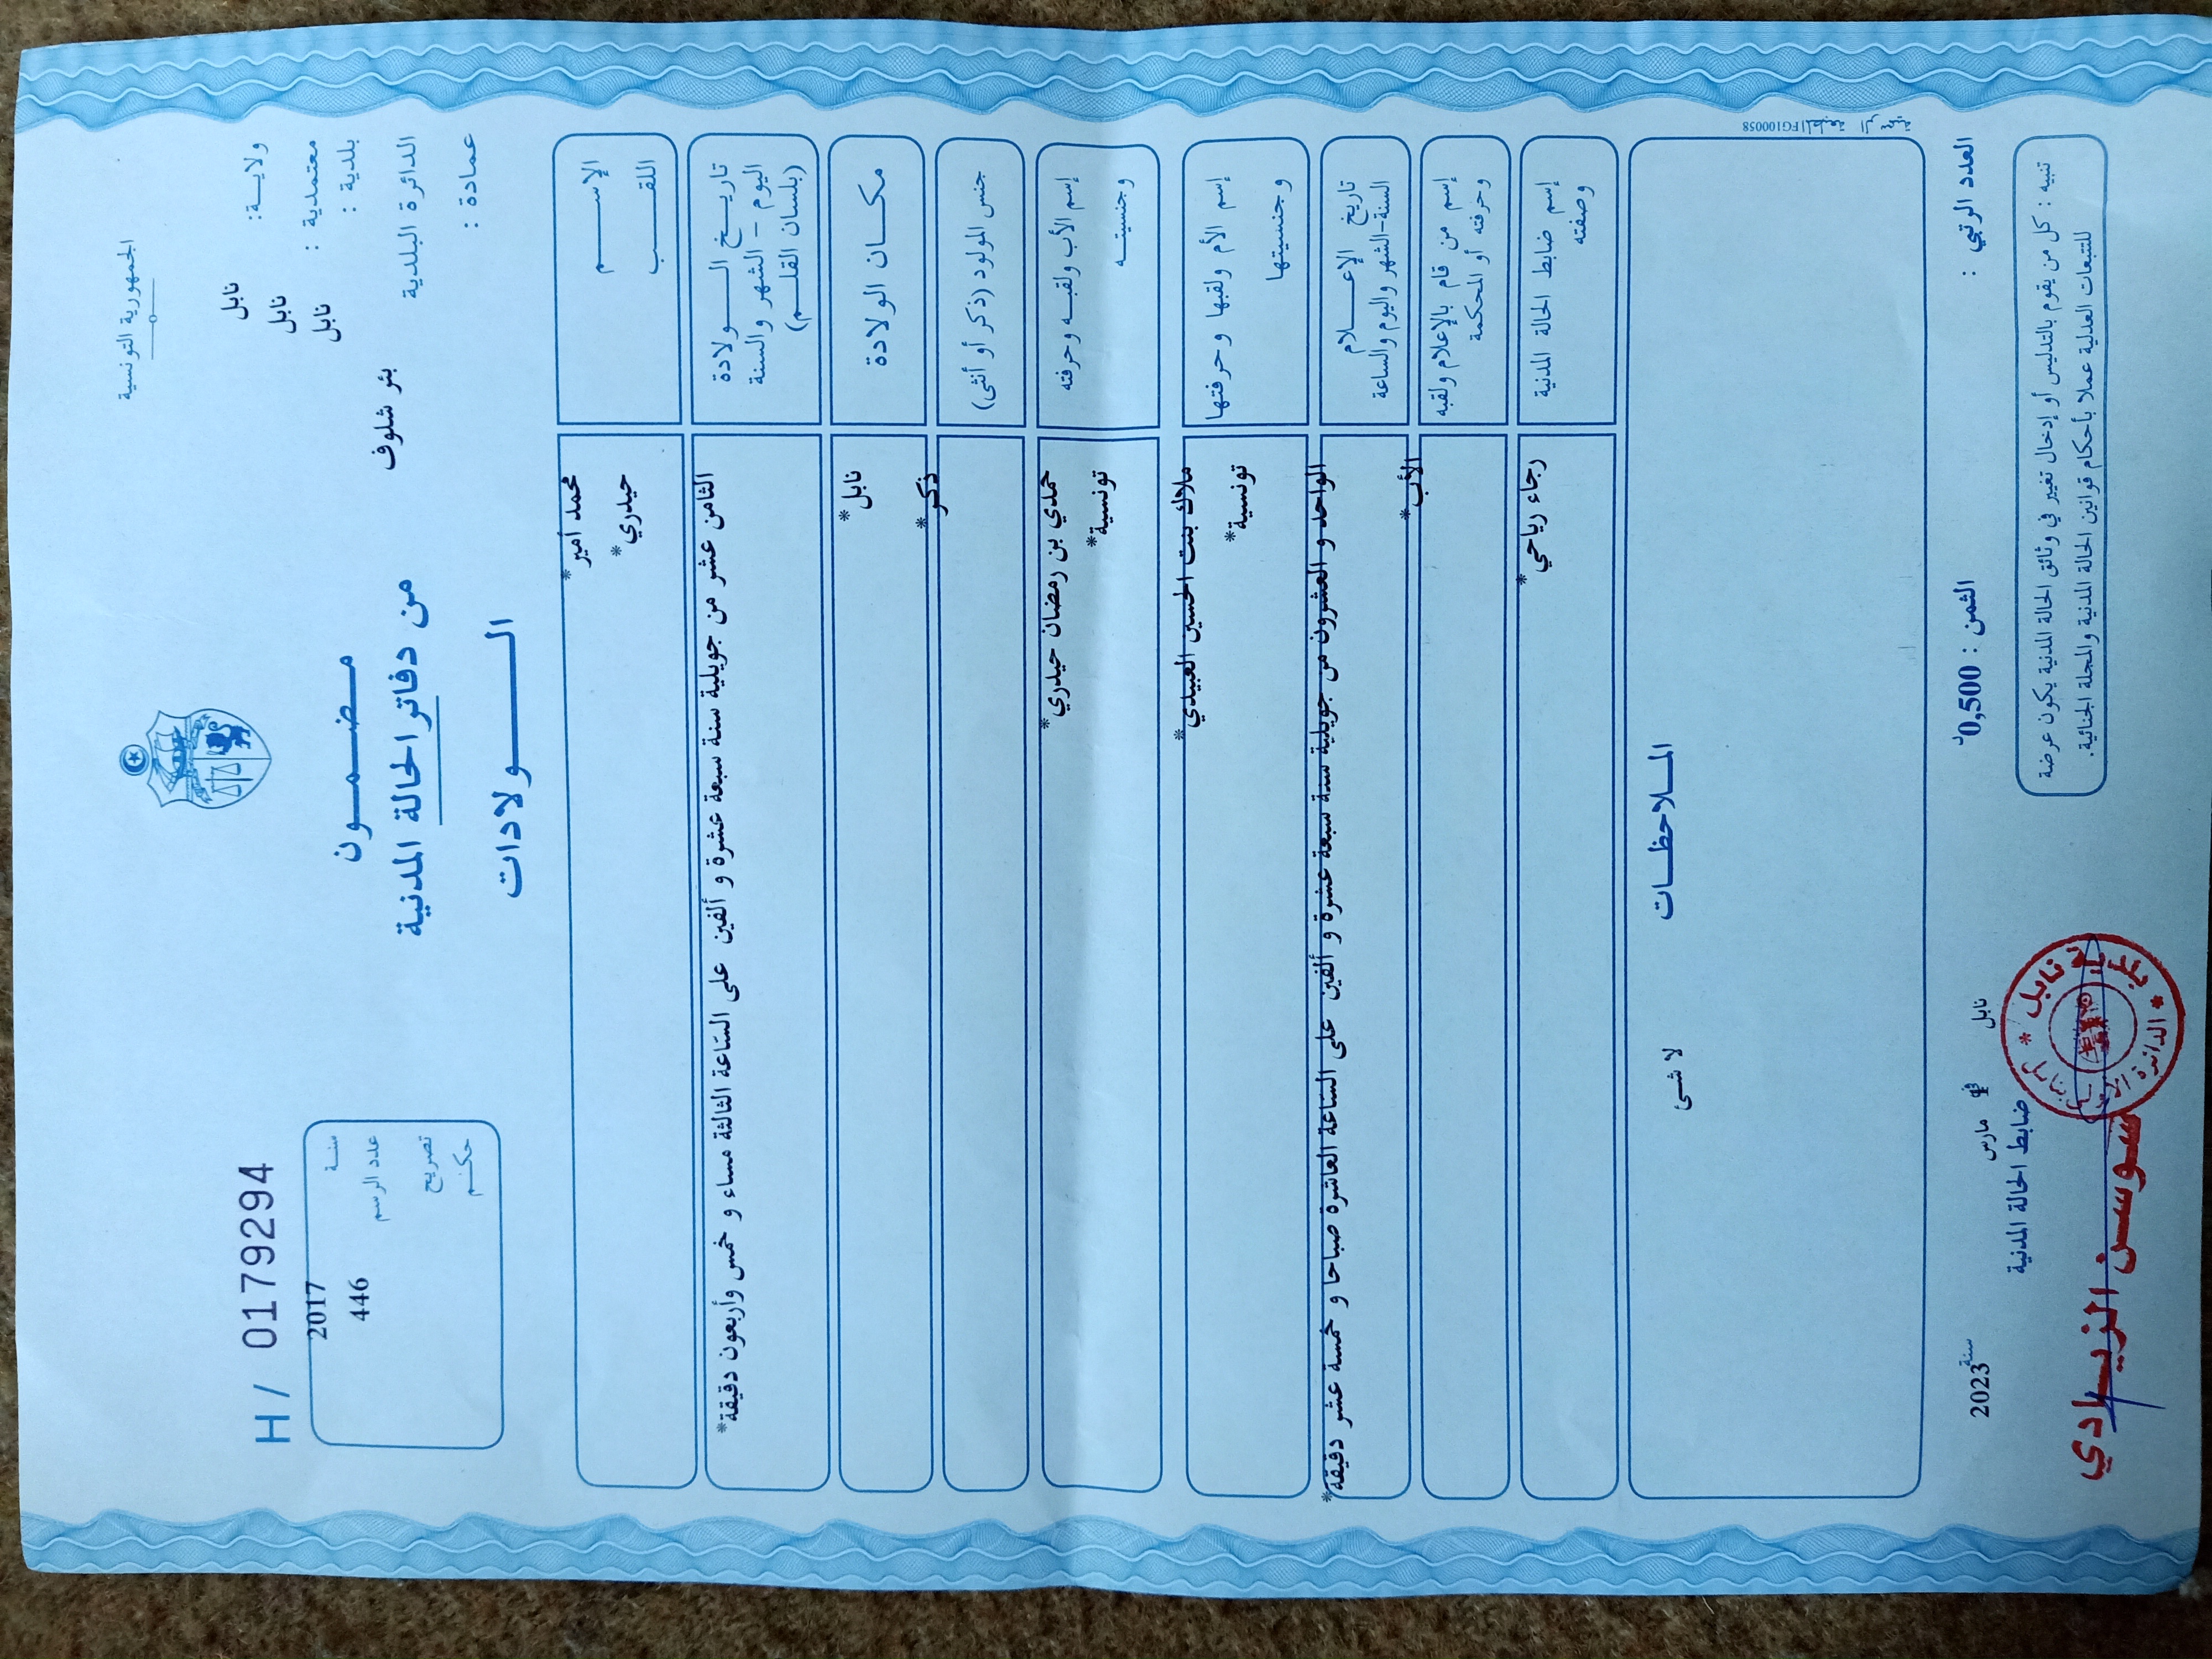 الجمهورية التونسية
ولاية: نابل
معتمدية : نابل
بلدية : نابل
الدائرة البلدية بئر شلوف
عمادة :
H/ 0179294
سنة 2017
عدد الرسم 446
تصريح
حكم
مضمون
من دفاتر الحالة المدنية
الولادات
الإسم محمد أمير*
اللقب حيدري*
تاريخ الولادة
اليوم - الشهر والسنة
(بلسان القلم)
الثامن عشر من جويلية سنة سبعة عشرة و ألفين على الساعة الثالثة مساء و خمس وأربعون دقيقة*
مكان الولادة نابل*
جنس المولود (ذكر أو أنثى) ذكر*
إسم الأب ولقبه وحرفته حمدي بن رمضان حيدري*
وجنسيته تونسية*
إسم الأم ولقبها وحرفتها ملاك بنت الحسين العبيدي*
وجنسيتها تونسية*
تاريخ الإعلام
السنة-الشهر واليوم والساعة
الواحد و العشرون من جويلية سنة سبعة عشرة و ألفين على الساعة العاشرة صباحا و خمسة عشر دقيقة*
إسم من قام بالإعلام ولقبه
وحرفته أو المحكمة
الأب*
إسم ضابط الحالة المدنية
وصفته
رجاء رياحي*
الملاحظات
لا شئ
المطبعة الرسمية FG100058
العدد الرتبي :
الثمن : 0,500د
نابل في مارس سنة 2023
ضابط الحالة المدنية
تنبيه : كل من يقوم بالتدليس أو إدخال تغيير في وثائق الحالة المدنية يكون عرضة
للتتبعات العدلية عملا بأحكام قوانين الحالة المدنية والمجلة الجنائية.
بلدية نابل
سوسن الزيادي